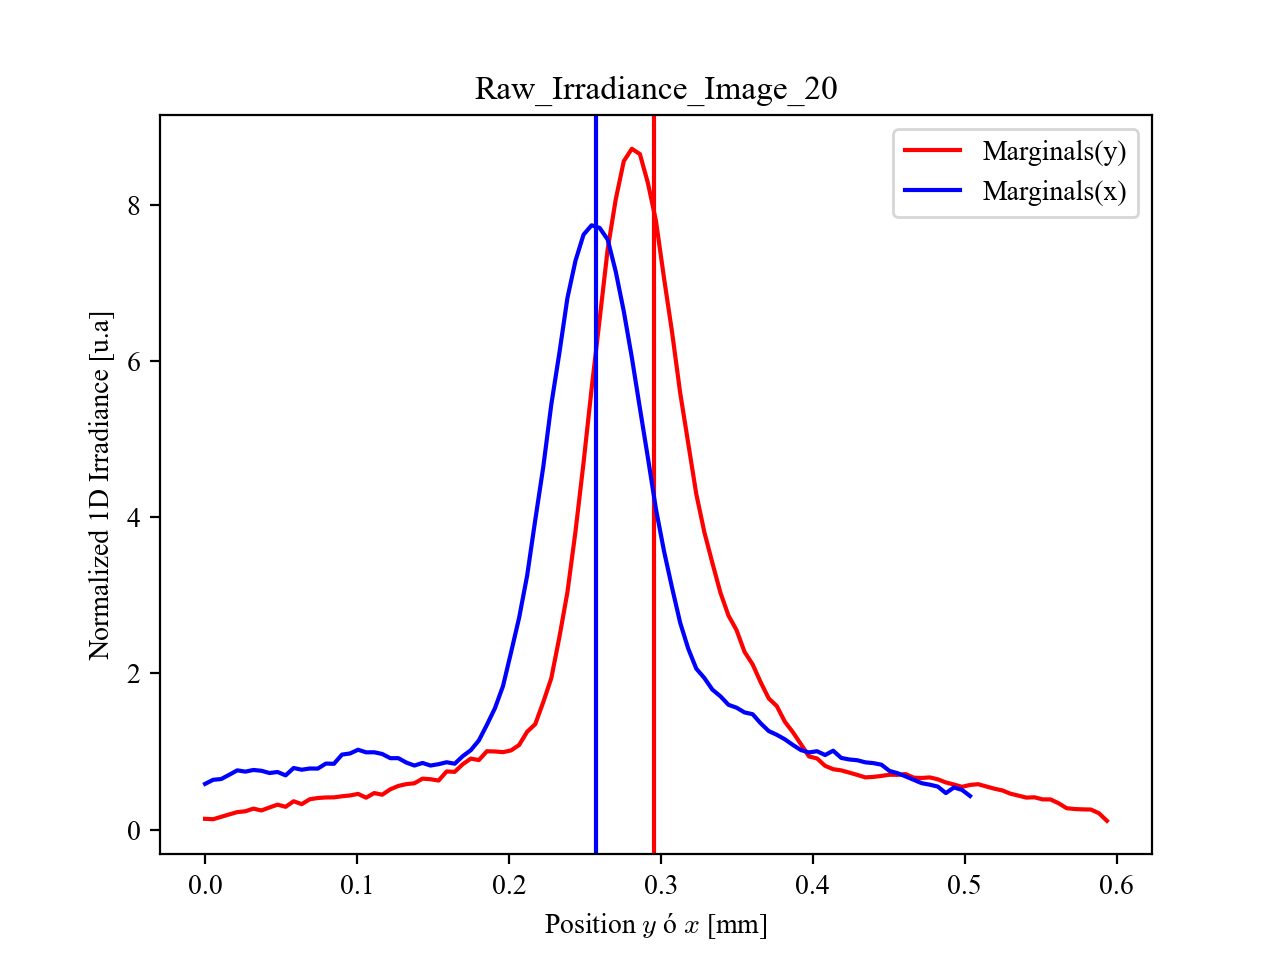 Raw_Irradiance_Image_20
Marginals(y)
Marginals(x)
Normalized 1D Irradiance [u.a]
8
6
4
2
0
0.0 0.1 0.2 0.3 0.4 0.5 0.6
Position y ó x [mm]